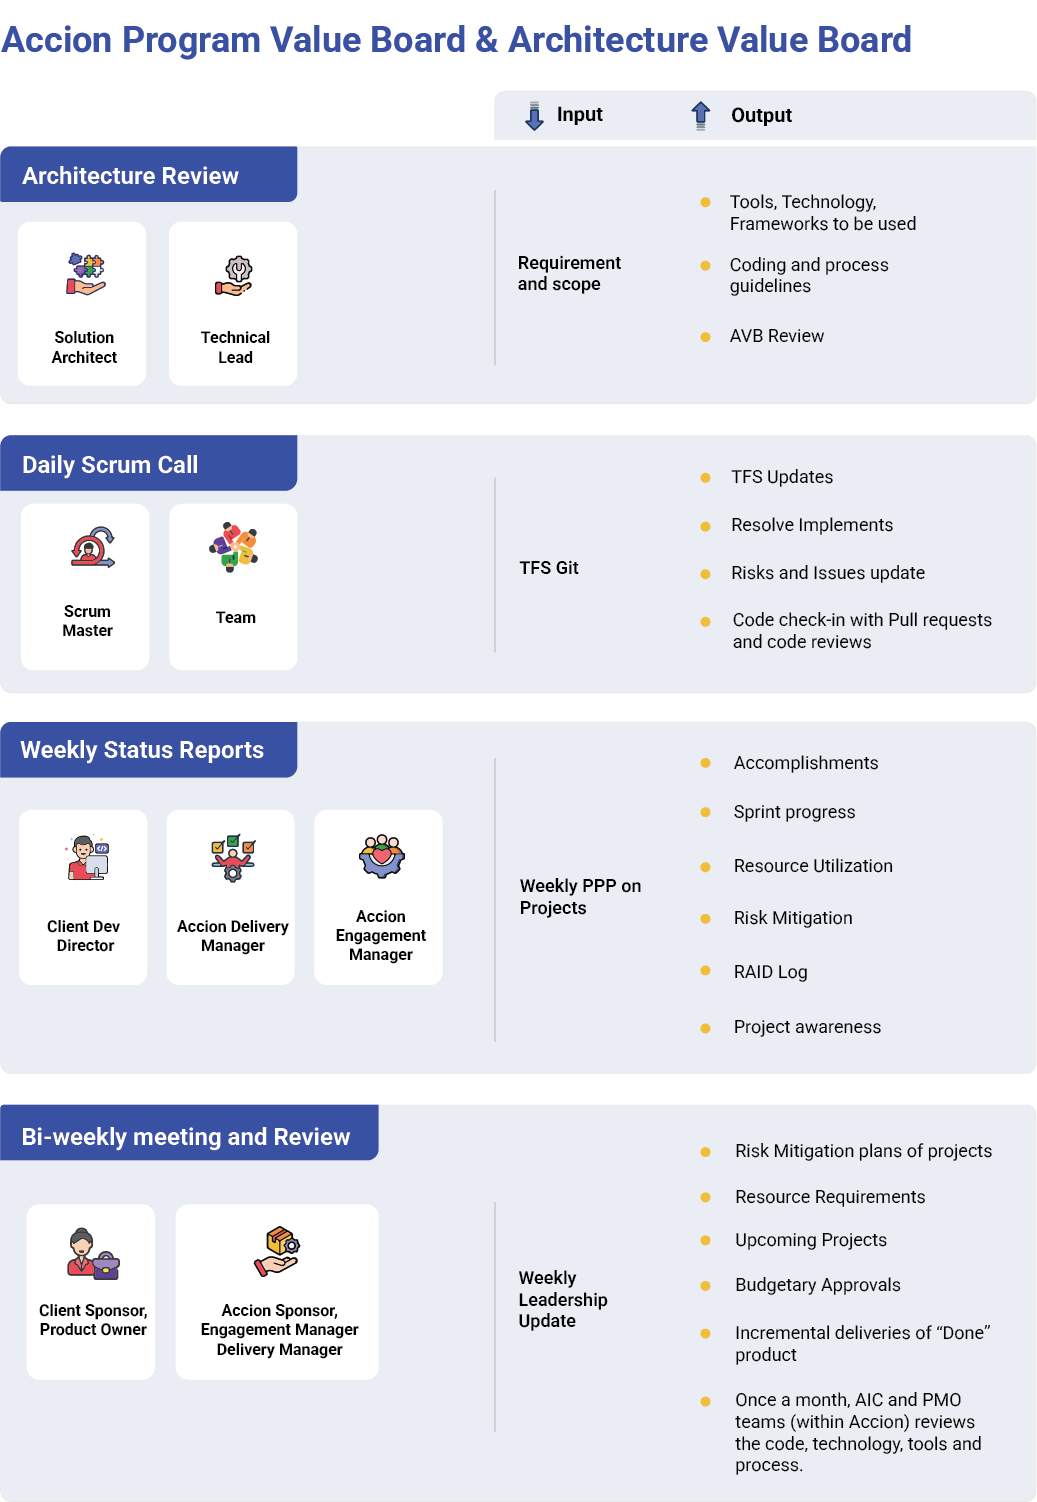 Accion Program Value Board & Architecture Value Board
Input
Output
Architecture Review
Solution
Architect
Technical
Lead
Requirement
and scope
Tools, Technology,
Frameworks to be used
Coding and process
guidelines
AVB Review
Daily Scrum Call
Scrum
Master
Team
TFS Git
TFS Updates
Resolve Implements
Risks and Issues update
Code check-in with Pull requests
and code reviews
Weekly Status Reports
Client Dev
Director
Accion Delivery
Manager
Accion
Engagement
Manager
Weekly PPP on
Projects
Accomplishments
Sprint progress
Resource Utilization
Risk Mitigation
RAID Log
Project awareness
Bi-weekly meeting and Review
Client Sponsor,
Product Owner
Accion Sponsor,
Engagement Manager
Delivery Manager
Weekly
Leadership
Update
Risk Mitigation plans of projects
Resource Requirements
Upcoming Projects
Budgetary Approvals
Incremental deliveries of “Done”
product
Once a month, AIC and PMO
teams (within Accion) reviews
the code, technology, tools and
process.